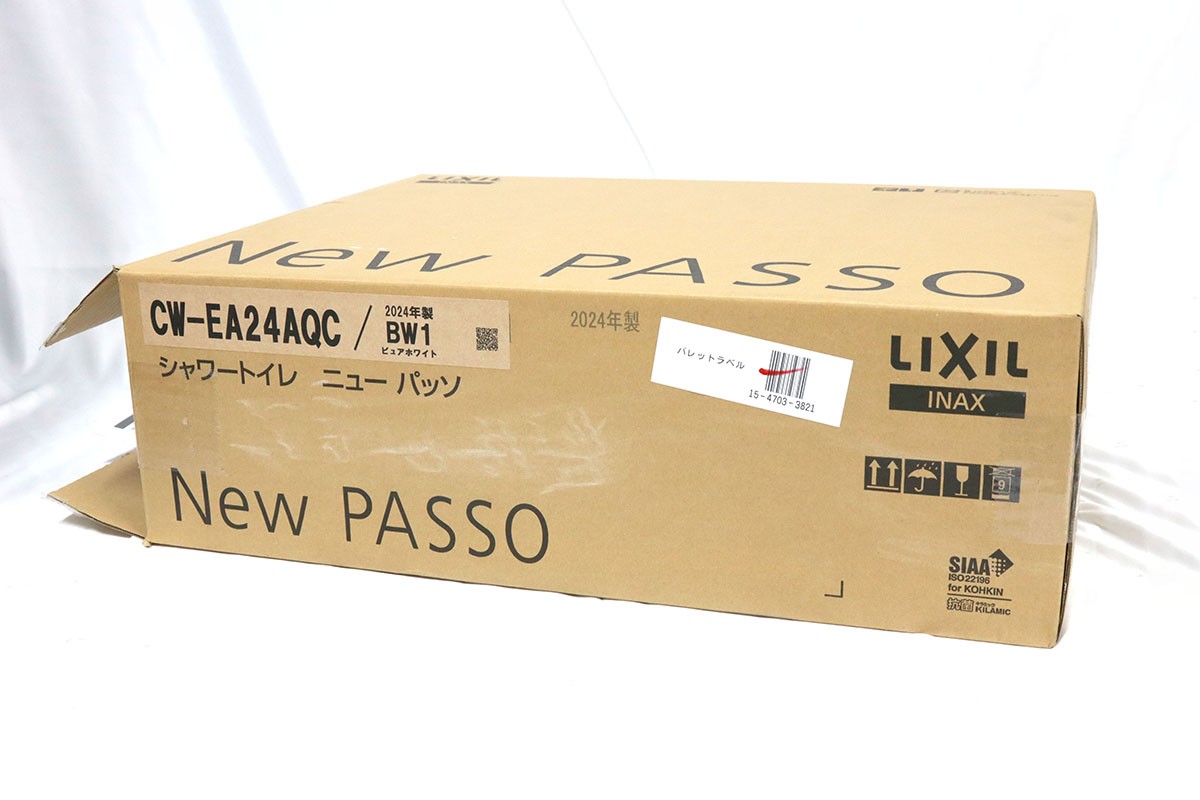 LIXIL
New PASSO
CW-EA24AQC / 2024年製 BW1 ピュアホワイト
シャワートイレ ニュー パッソ
2024年製
パレットラベル
15-4703-3821
LIXIL
INAX
New PASSO
9
SIAA
ISO22196
for KOHKIN
抗菌 KILAMIC